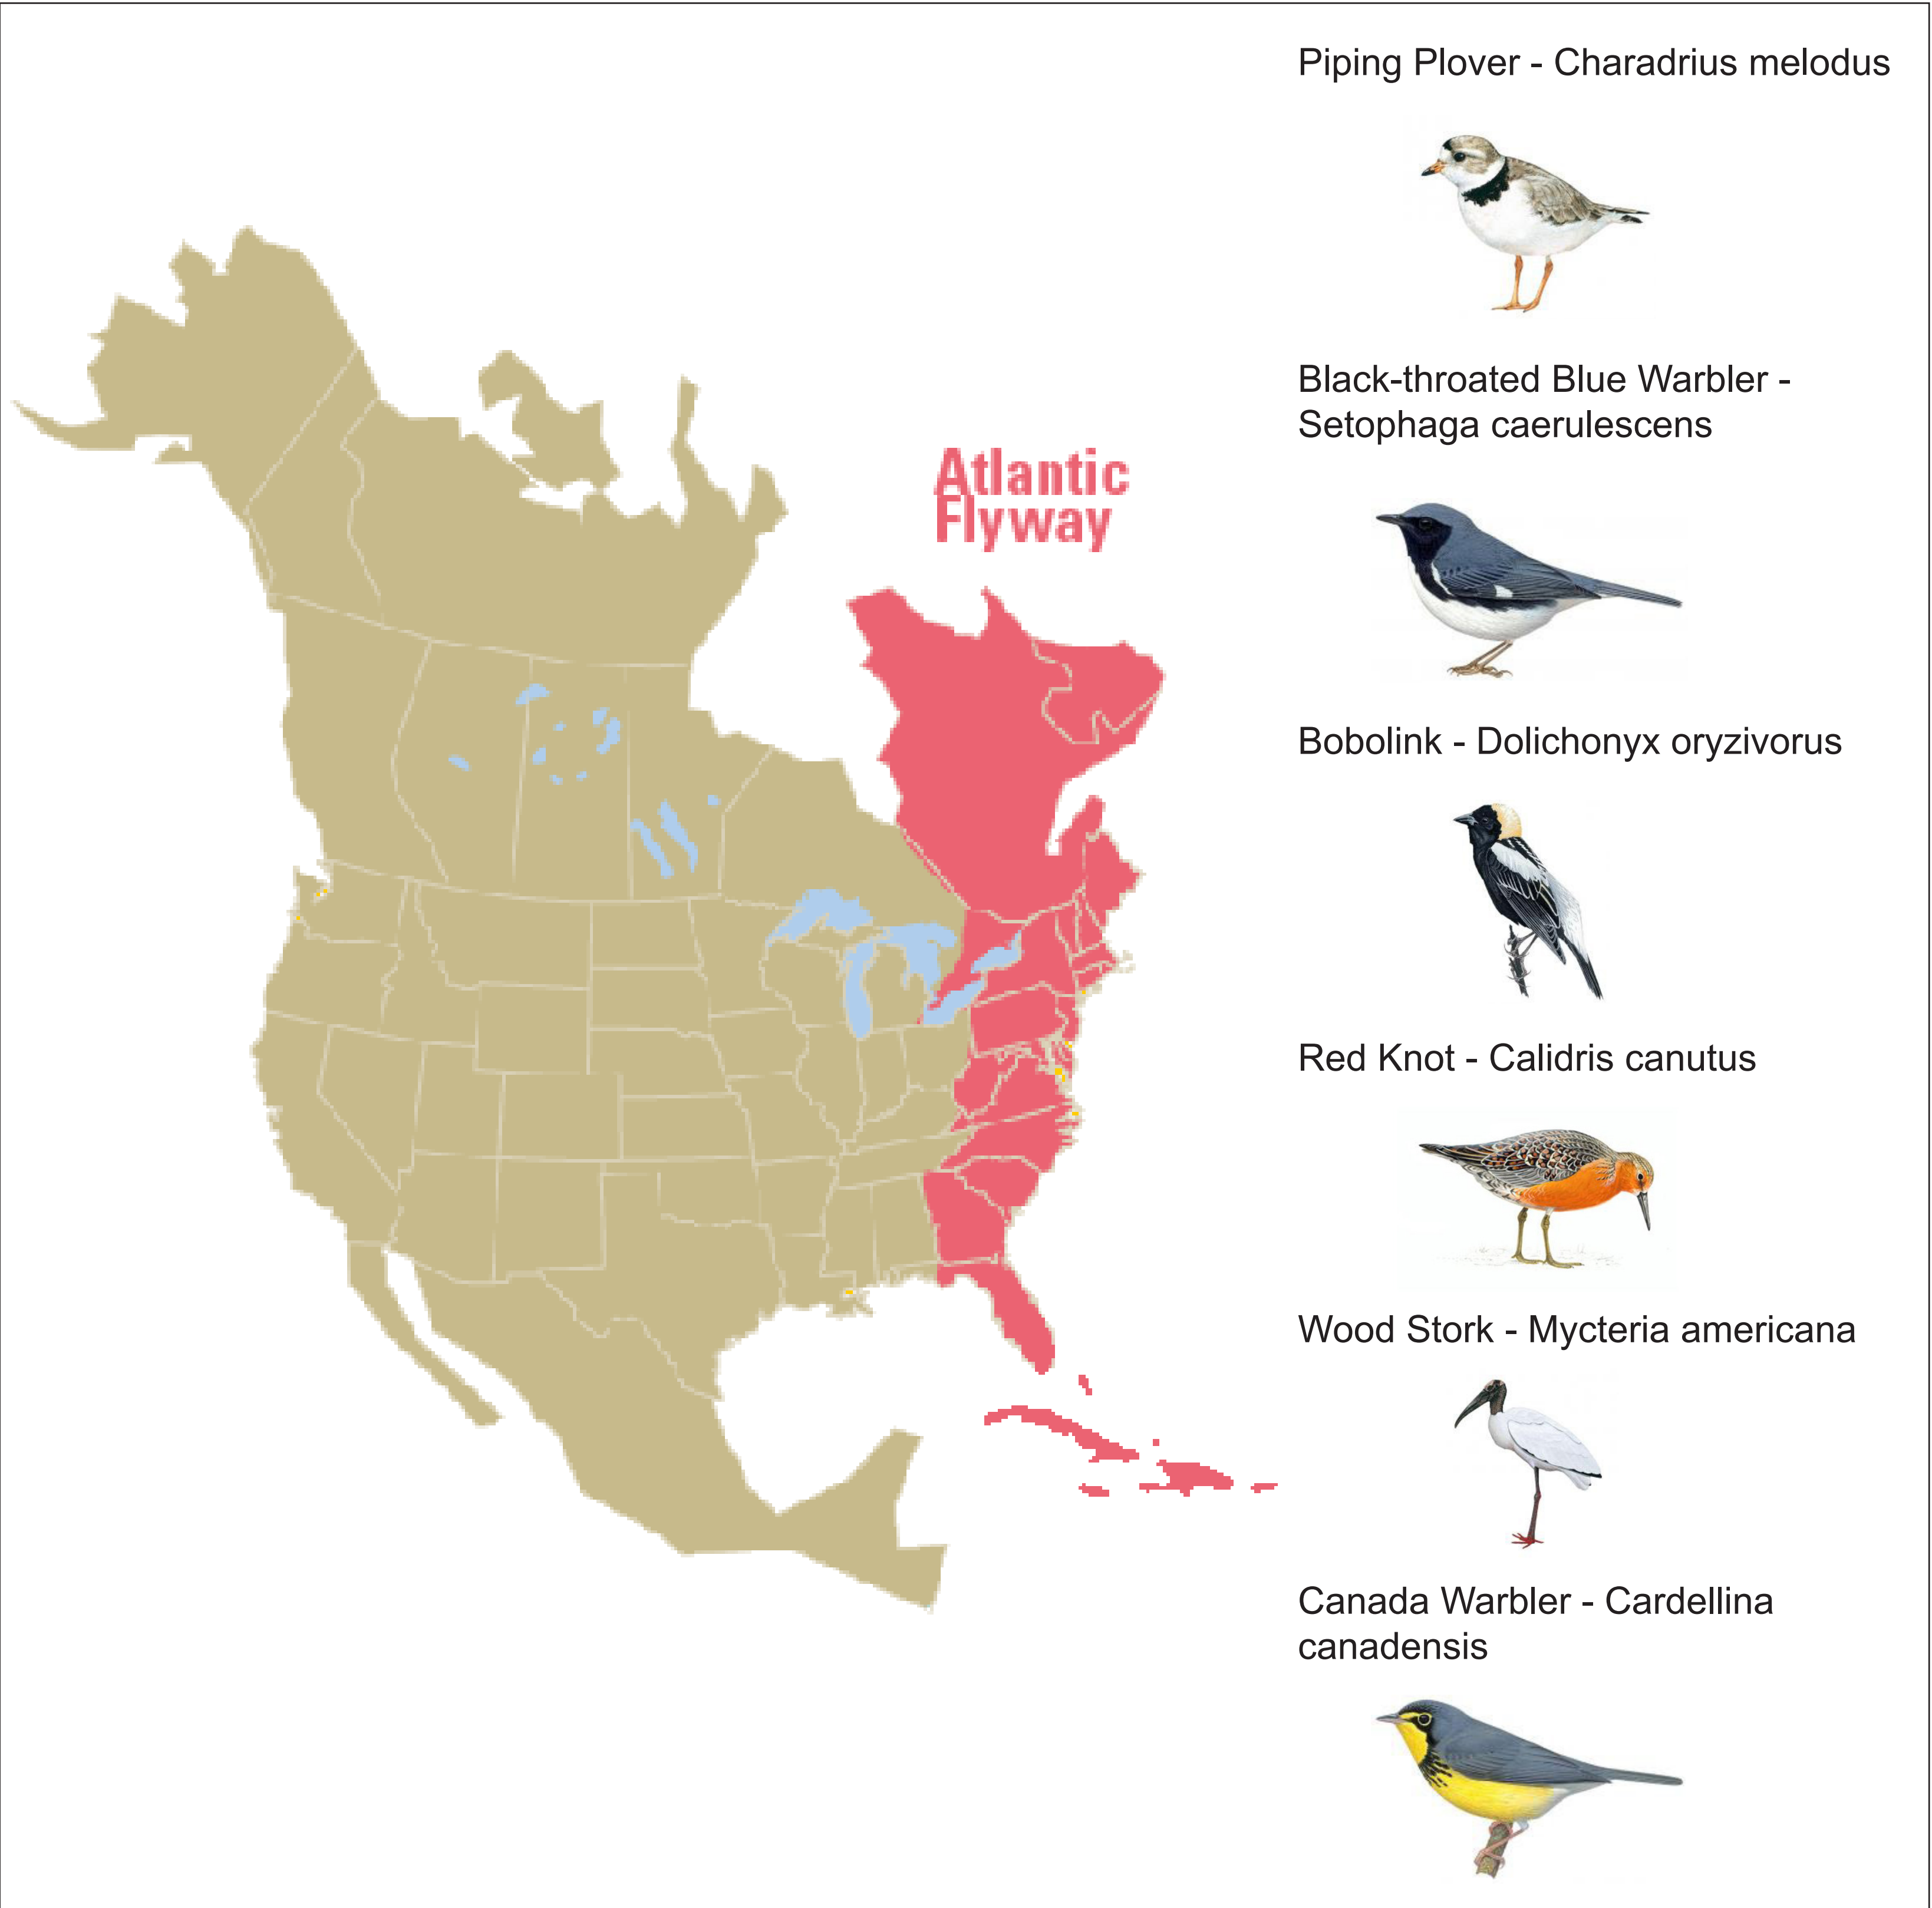 Piping Plover - Charadrius melodus
Black-throated Blue Warbler -
Setophaga caerulescens
Atlantic
Flyway
Bobolink - Dolichonyx oryzivorus
Red Knot - Calidris canutus
Wood Stork - Mycteria americana
Canada Warbler - Cardellina
canadensis